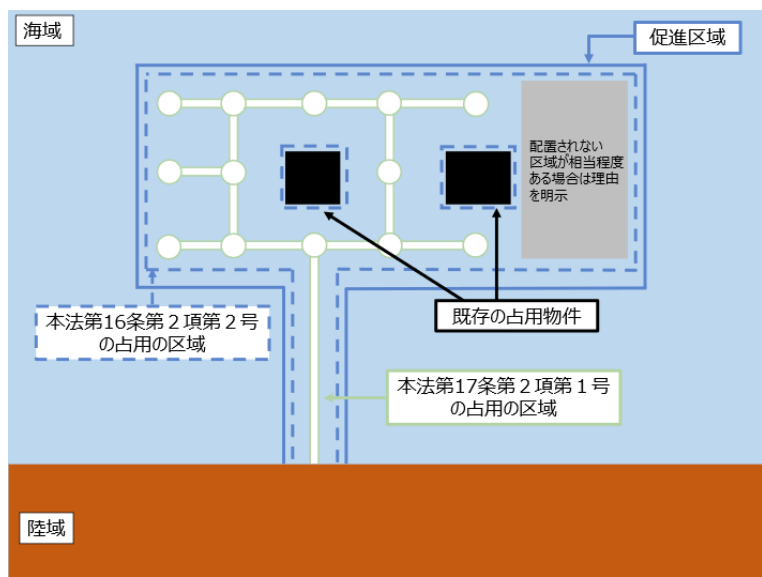 海域
促進区域
配置されない
区域が相当程度
ある場合は理由
を明示
本法第16条第２項第２号
の占用の区域
既存の占用物件
本法第17条第２項第１号
の占用の区域
陸域